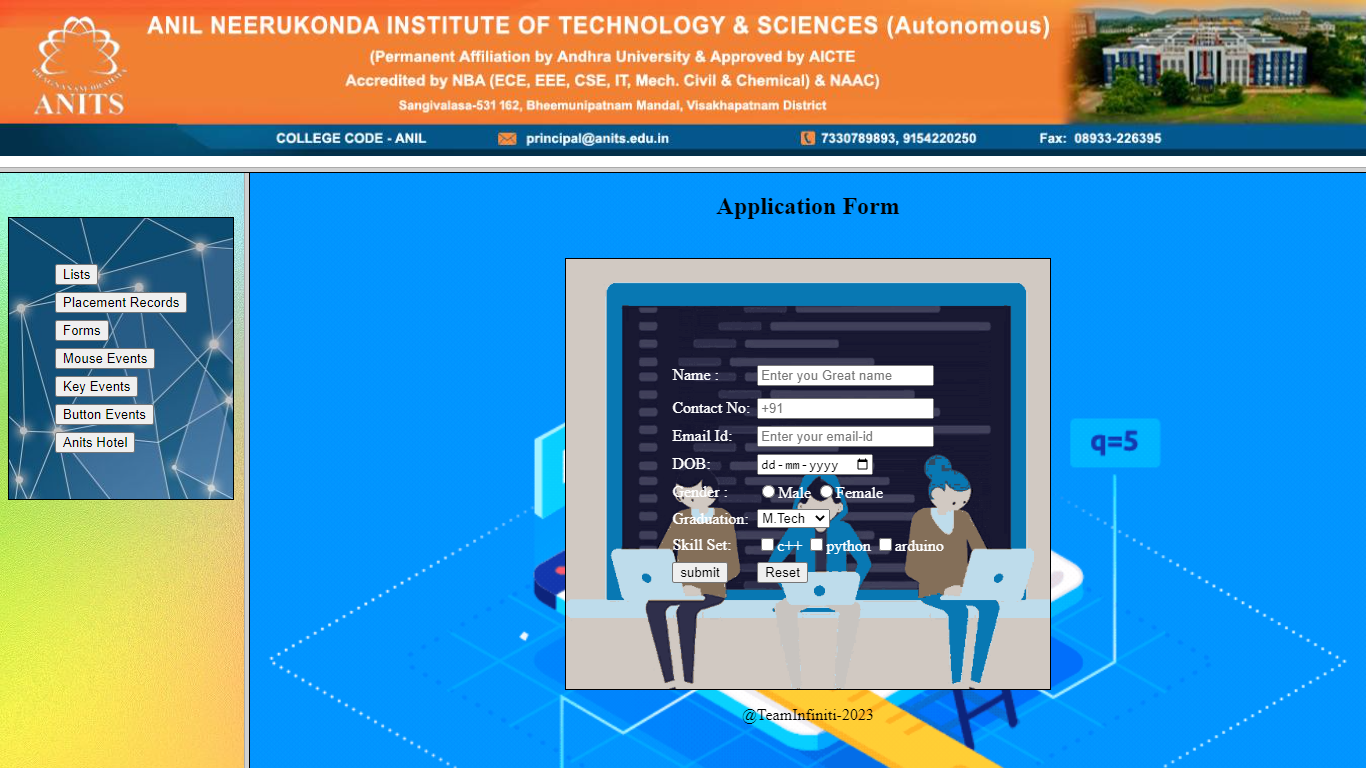 ANIL NEERUKONDA INSTITUTE OF TECHNOLOGY & SCIENCES (Autonomous)
(Permanent Affiliation by Andhra University & Approved by AICTE
Accredited by NBA (ECE, EEE, CSE, IT, Mech. Civil & Chemical) & NAAC)
Sangivalasa-531 162, Bheemunipatnam Mandal, Visakhapatnam District
ANITS
COLLEGE CODE - ANIL principal@anits.edu.in 7330789893, 9154220250 Fax: 08933-226395
Lists
Placement Records
Forms
Mouse Events
Key Events
Button Events
Anits Hotel
Application Form
Name : Enter you Great name
Contact No: +91
Email Id: Enter your email-id
DOB: dd-mm-yyyy
Gender : Male Female
Graduation: M.Tech
Skill Set: c++ python arduino
submit Reset
q=5
@TeamInfiniti-2023